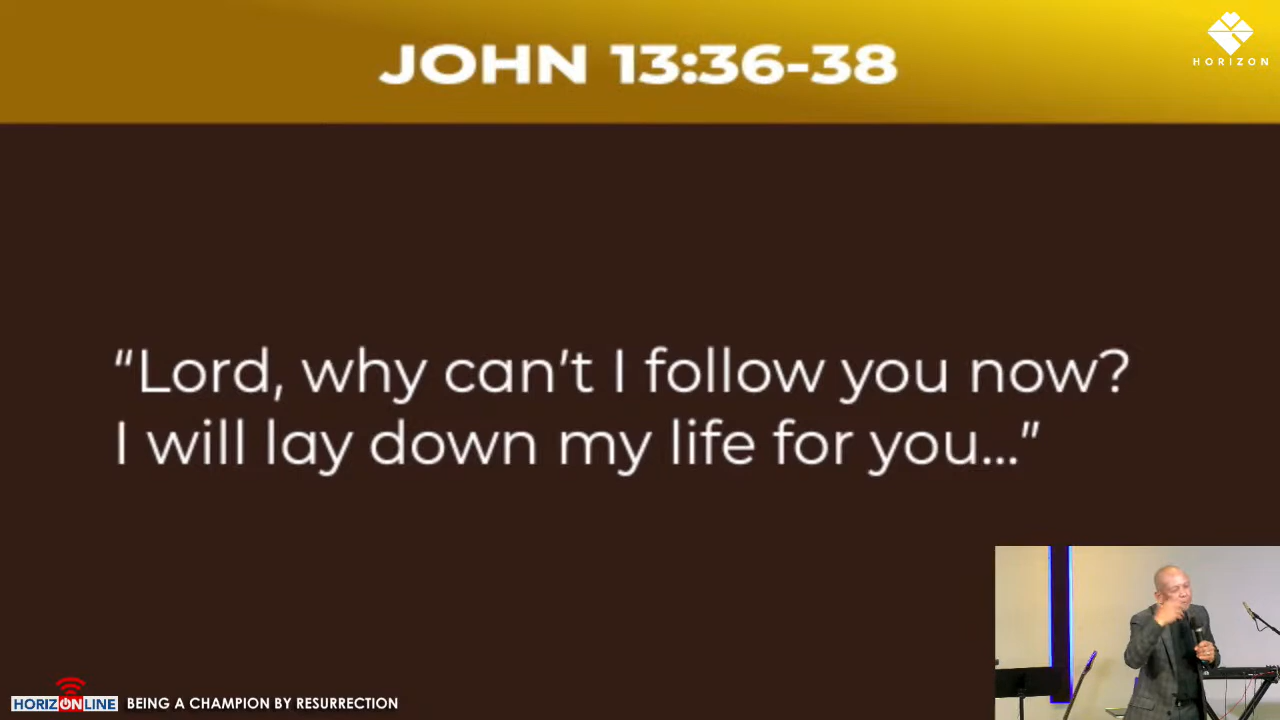 JOHN 13:36-38
HORIZON
“Lord, why can’t I follow you now?
I will lay down my life for you...”
HORIZONLINE BEING A CHAMPION BY RESURRECTION